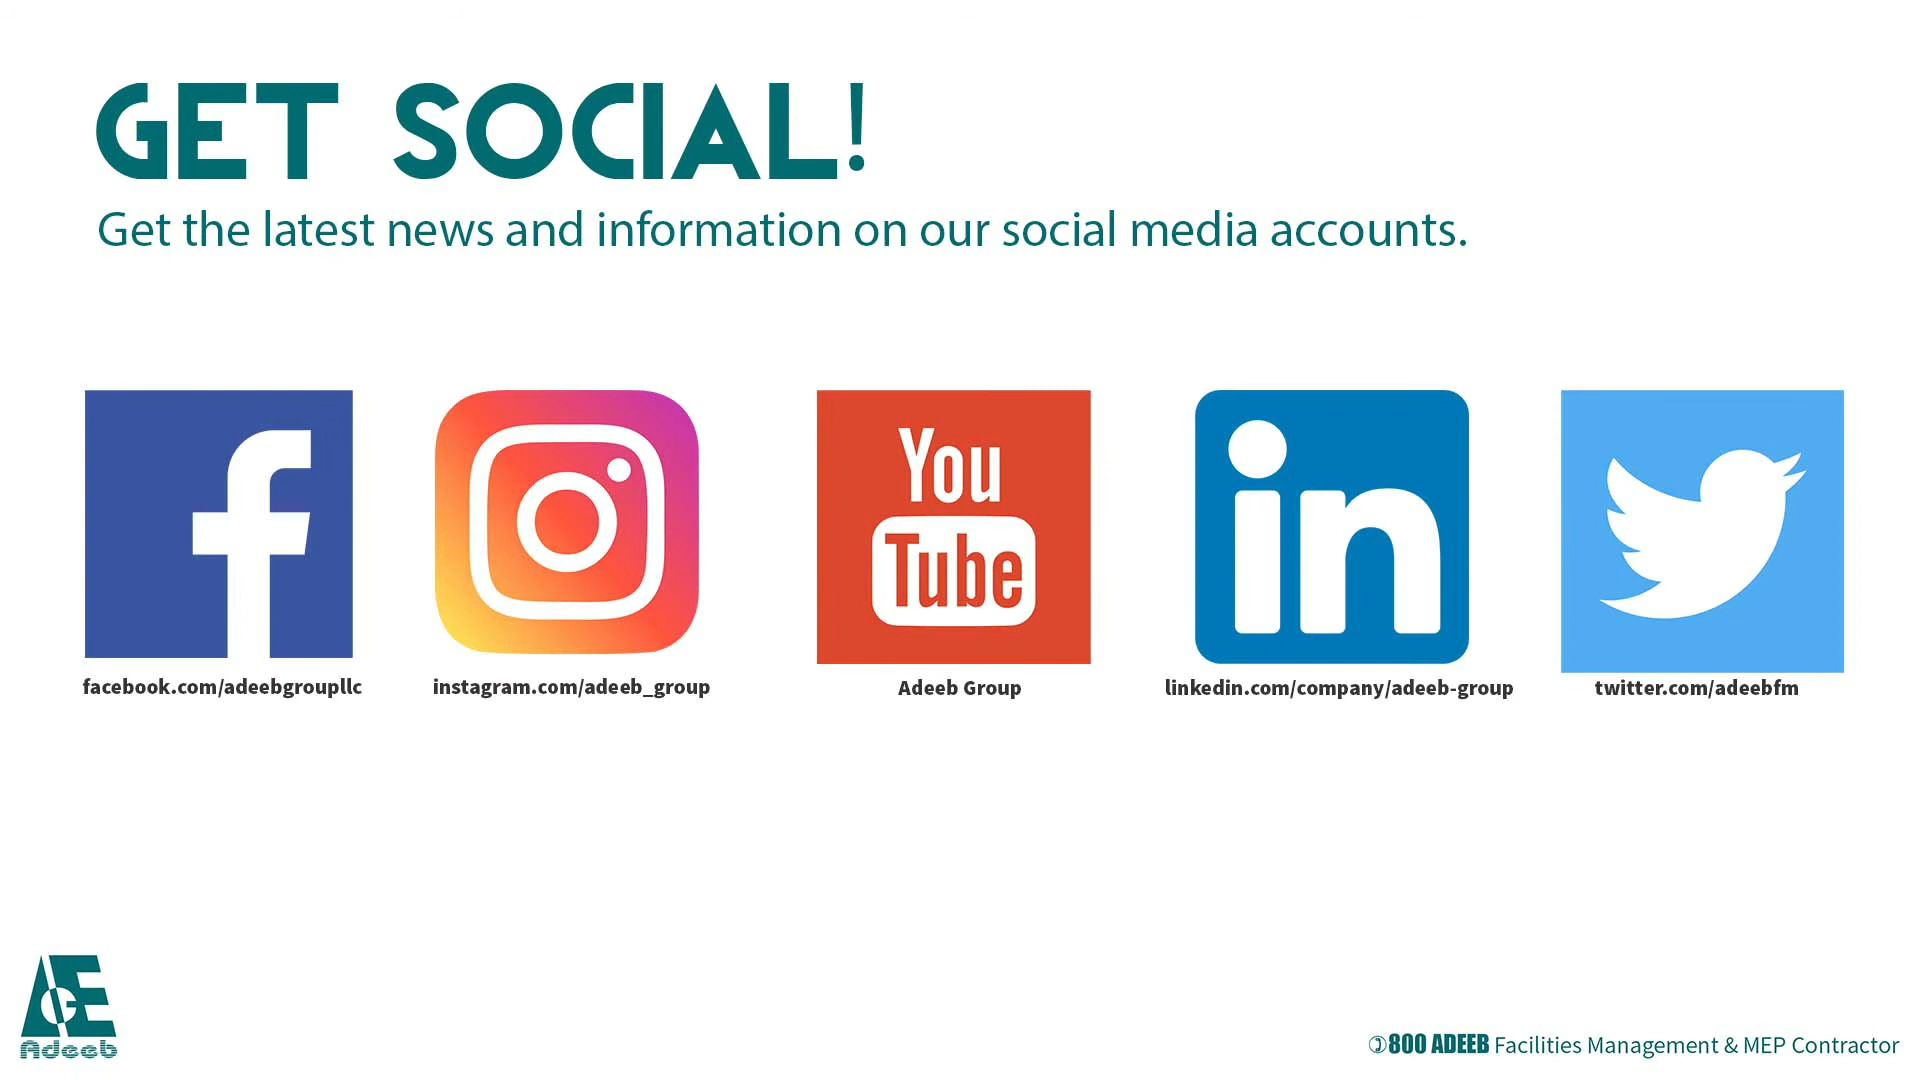 GET SOCIAL!
Get the latest news and information on our social media accounts.
You
Tube
in
facebook.com/adeebgroupllc
instagram.com/adeeb_group
Adeeb Group
linkedin.com/company/adeeb-group
twitter.com/adeebfm
AGE
Adeeb
✆800 ADEEB Facilities Management & MEP Contractor